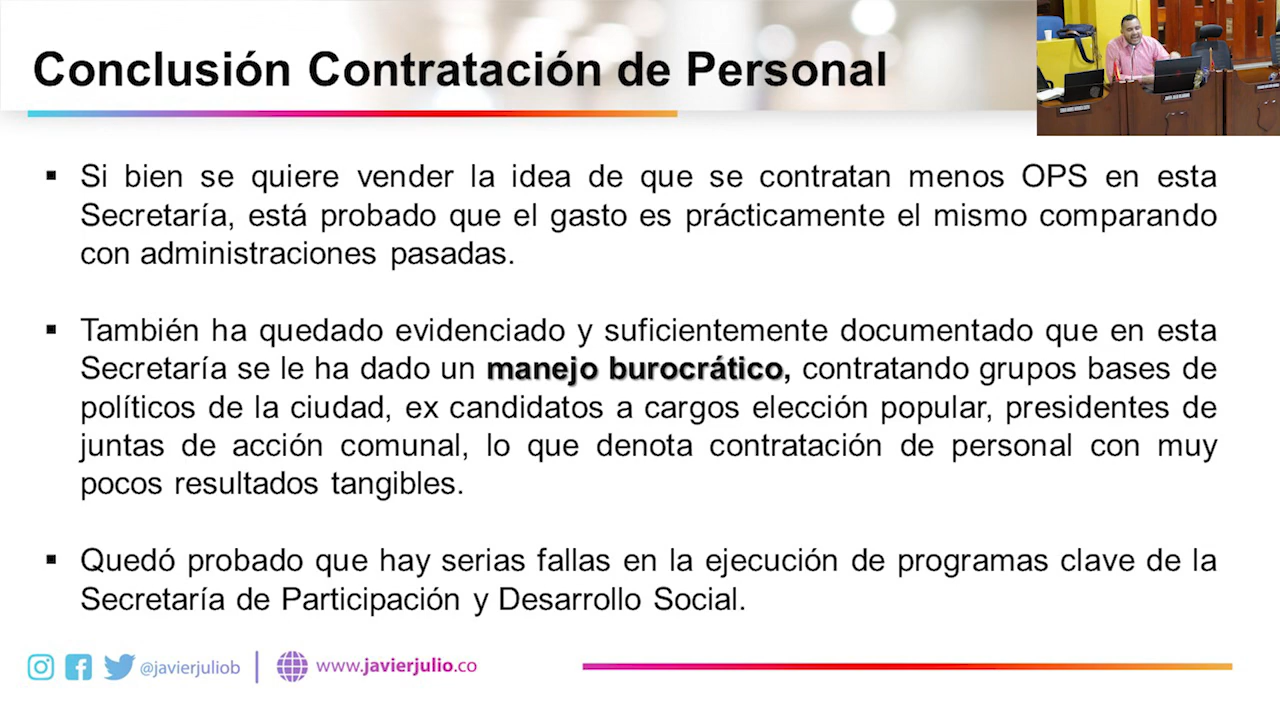 Conclusión Contratación de Personal
▪ Si bien se quiere vender la idea de que se contratan menos OPS en esta
Secretaría, está probado que el gasto es prácticamente el mismo comparando
con administraciones pasadas.
▪ También ha quedado evidenciado y suficientemente documentado que en esta
Secretaría se le ha dado un manejo burocrático, contratando grupos bases de
políticos de la ciudad, ex candidatos a cargos elección popular, presidentes de
juntas de acción comunal, lo que denota contratación de personal con muy
pocos resultados tangibles.
▪ Quedó probado que hay serias fallas en la ejecución de programas clave de la
Secretaría de Participación y Desarrollo Social.
@javierjuliob | www.javierjulio.co